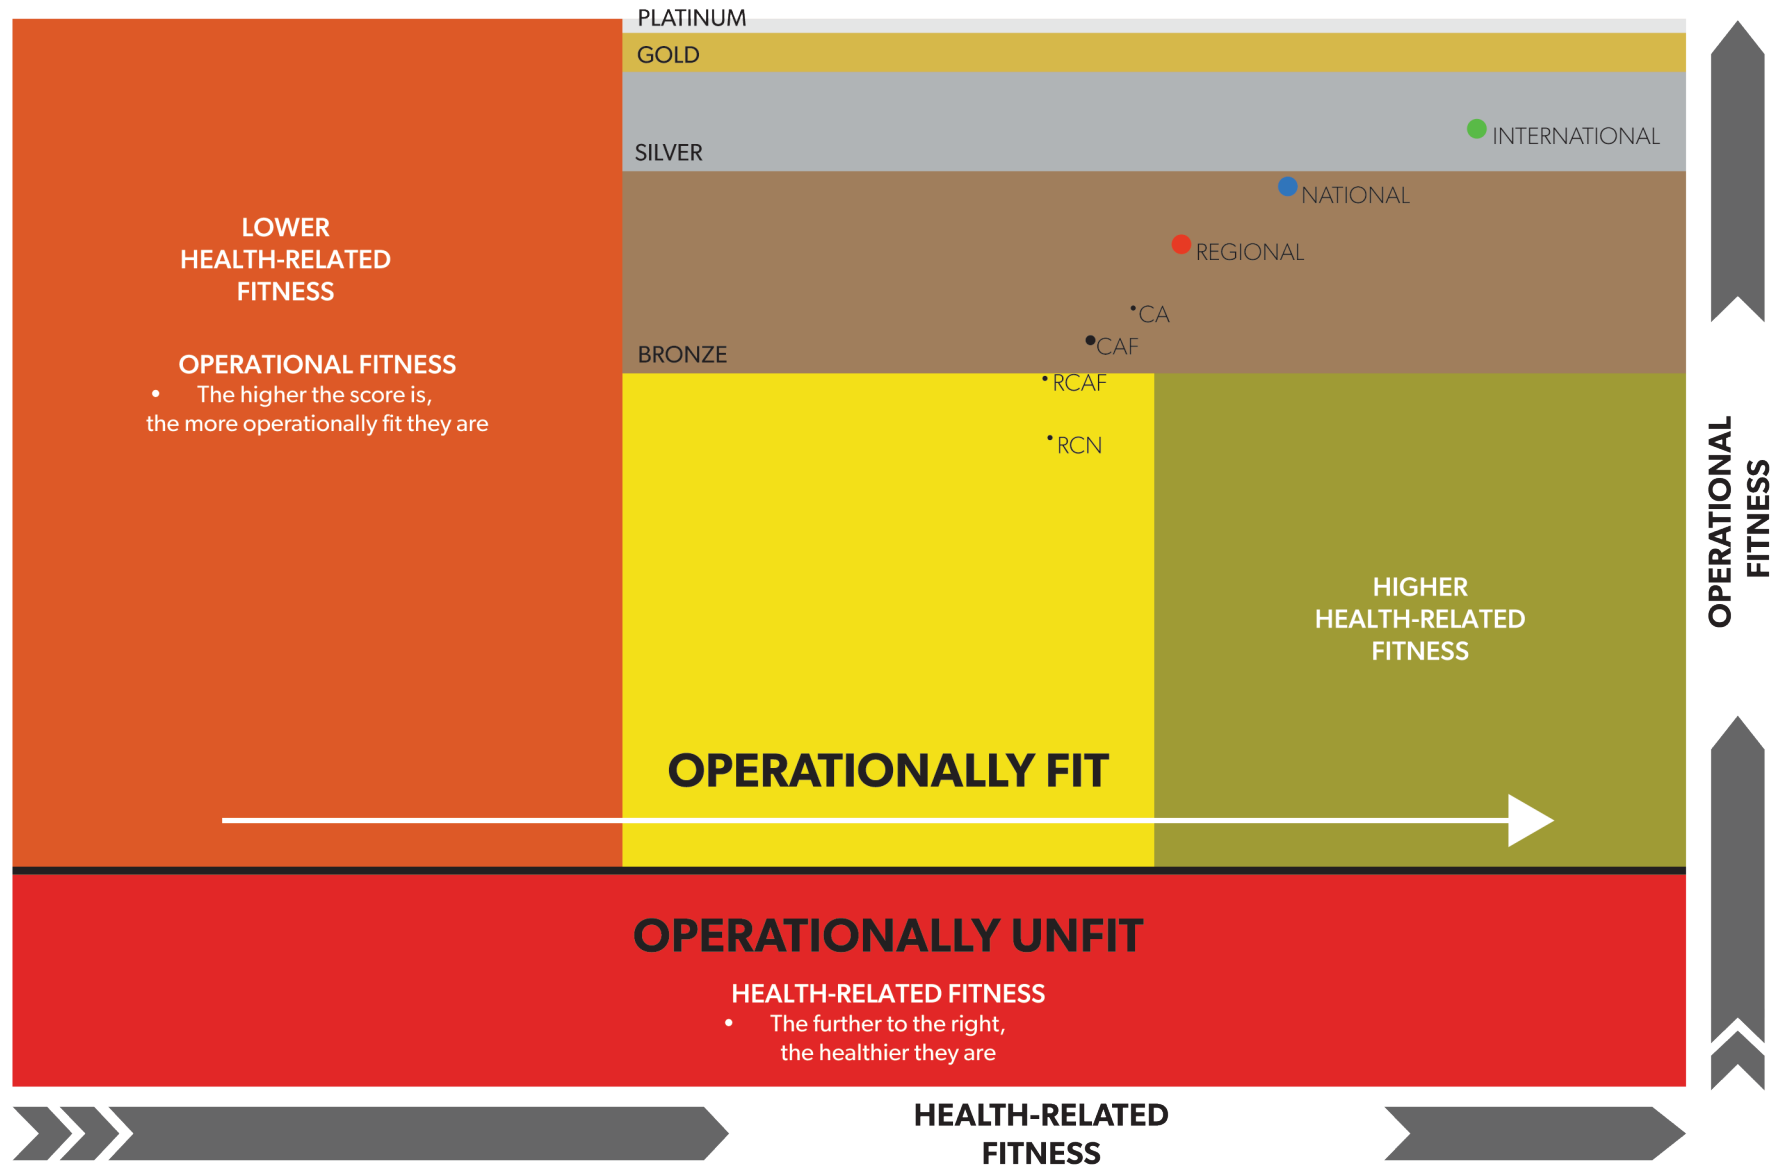 PLATINUM
GOLD
SILVER
INTERNATIONAL
NATIONAL
REGIONAL
CA
CAF
BRONZE
RCAF
RCN
LOWER
HEALTH-RELATED
FITNESS
OPERATIONAL FITNESS
• The higher the score is,
the more operationally fit they are
HIGHER
HEALTH-RELATED
FITNESS
OPERATIONALLY FIT
OPERATIONALLY UNFIT
HEALTH-RELATED FITNESS
• The further to the right,
the healthier they are
OPERATIONAL
FITNESS
HEALTH-RELATED
FITNESS